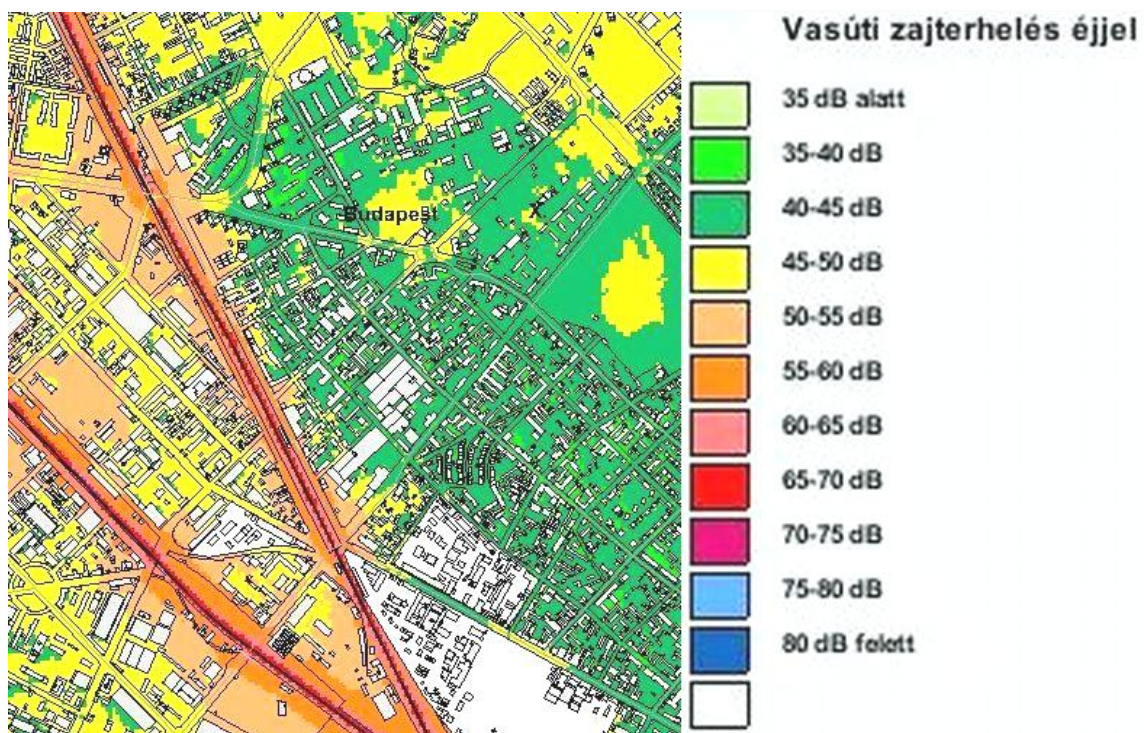 Vasúti zajterhelés éjjel
35 dB alatt
35-40 dB
40-45 dB
45-50 dB
50-55 dB
55-60 dB
60-65 dB
65-70 dB
70-75 dB
75-80 dB
80 dB felett
Budapest
X